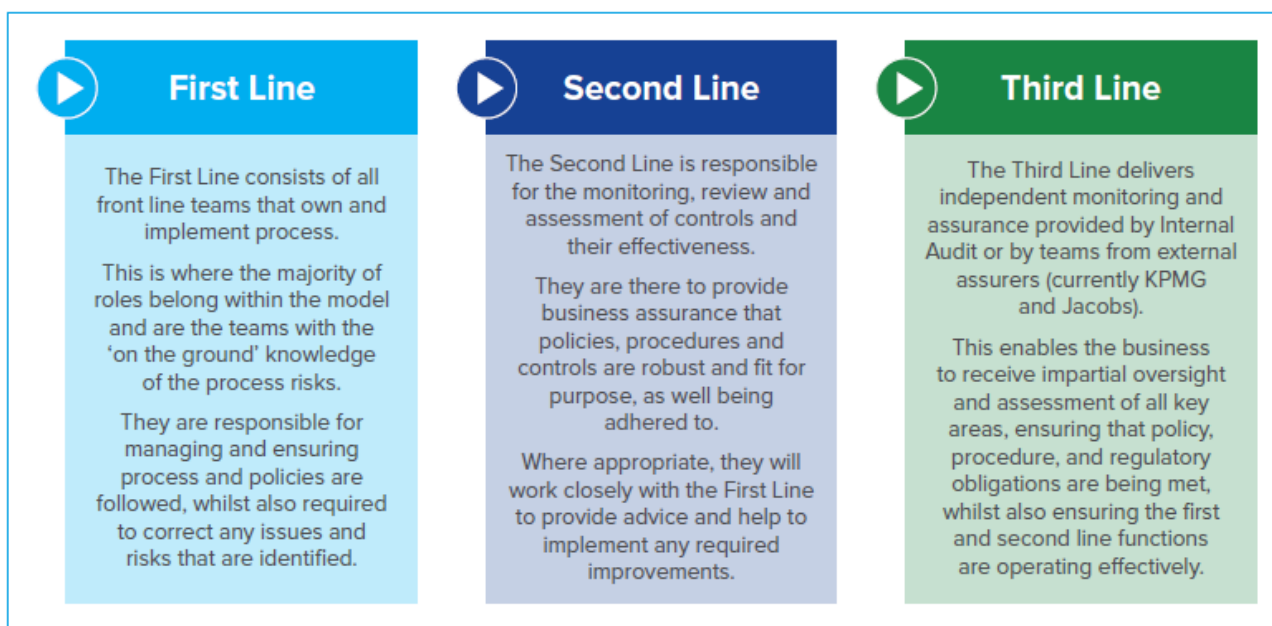 First Line
The First Line consists of all
front line teams that own and
implement process.
This is where the majority of
roles belong within the model
and are the teams with the
‘on the ground’ knowledge
of the process risks.
They are responsible for
managing and ensuring
process and policies are
followed, whilst also required
to correct any issues and
risks that are identified.
Second Line
The Second Line is responsible
for the monitoring, review and
assessment of controls and
their effectiveness.
They are there to provide
business assurance that
policies, procedures and
controls are robust and fit for
purpose, as well being
adhered to.
Where appropriate, they will
work closely with the First Line
to provide advice and help to
implement any required
improvements.
Third Line
The Third Line delivers
independent monitoring and
assurance provided by Internal
Audit or by teams from external
assurers (currently KPMG
and Jacobs).
This enables the business
to receive impartial oversight
and assessment of all key
areas, ensuring that policy,
procedure, and regulatory
obligations are being met,
whilst also ensuring the first
and second line functions
are operating effectively.